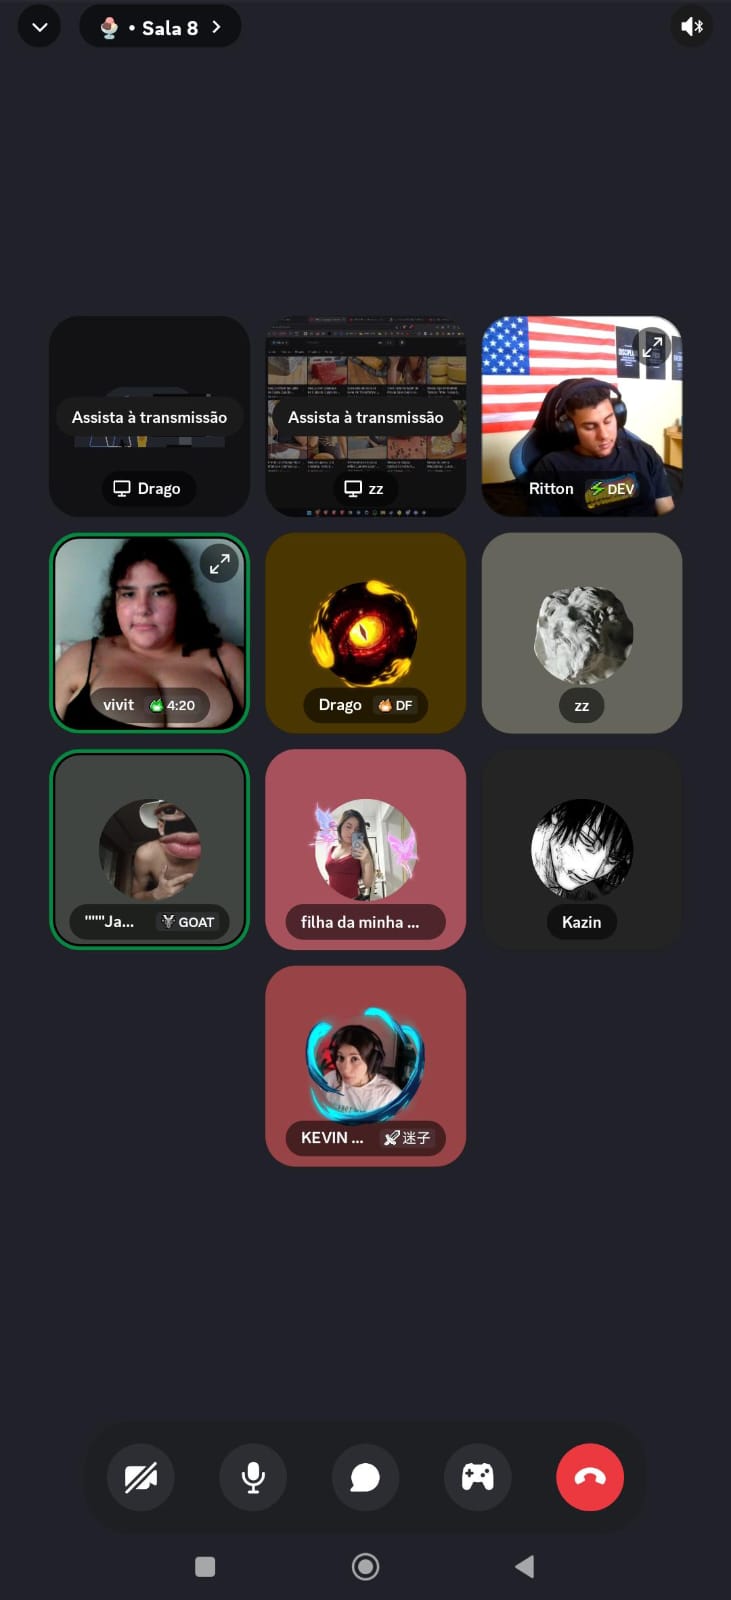 • Sala 8
Assista à transmissão
Drago
Assista à transmissão
zz
Ritton DEV
vivit 4:20
Drago DF
zz
"""Ja... GOAT
filha da minha ...
Kazin
KEVIN ... 迷子